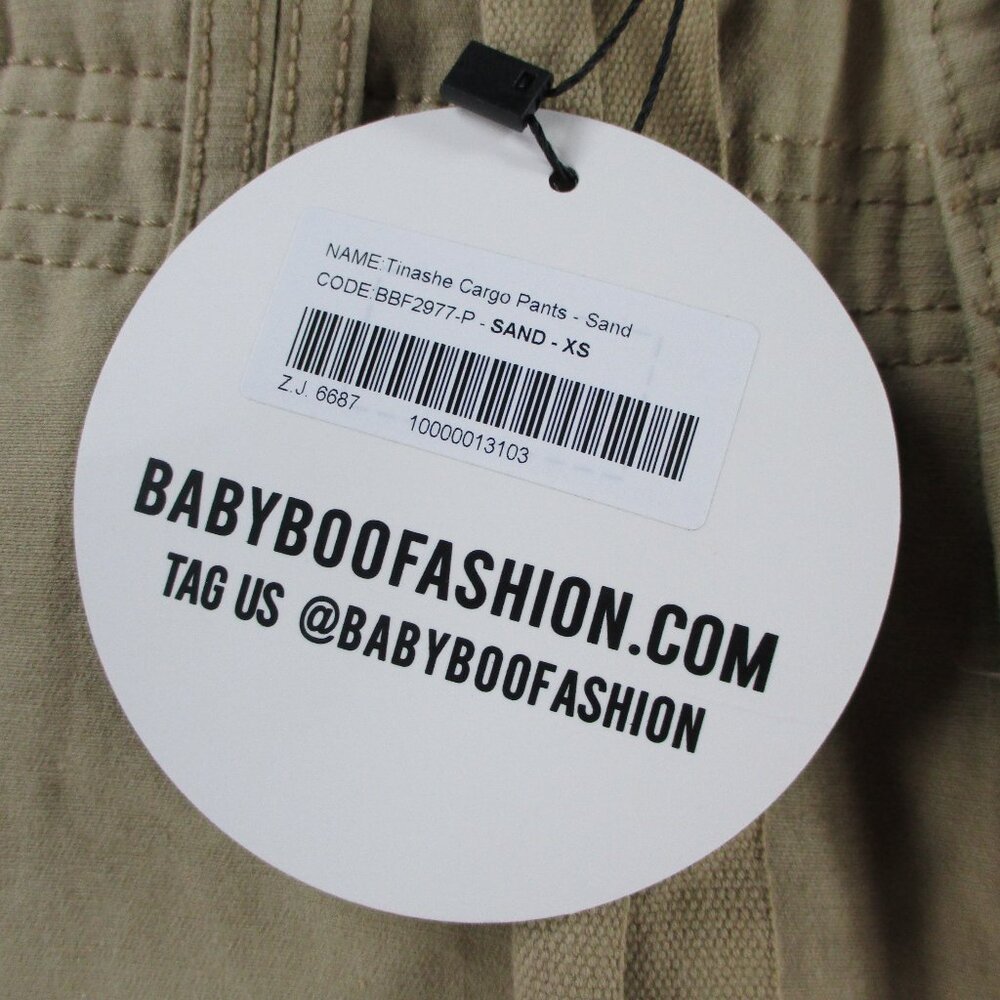 NAME:Tinashe Cargo Pants - Sand
CODE:BBF2977-P - SAND - XS
Z.J. 6687
10000013103
BABYBOOFASHION.COM
TAG US @BABYBOOFASHION